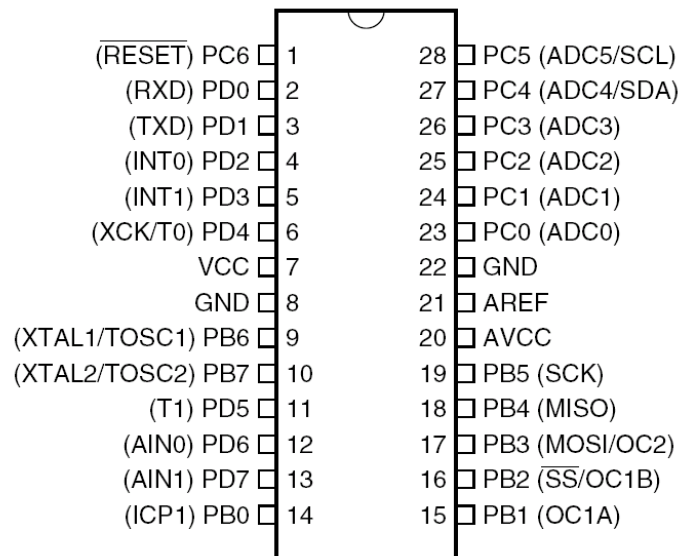 (RESET) PC6 1 28 PC5 (ADC5/SCL)
(RXD) PD0 2 27 PC4 (ADC4/SDA)
(TXD) PD1 3 26 PC3 (ADC3)
(INT0) PD2 4 25 PC2 (ADC2)
(INT1) PD3 5 24 PC1 (ADC1)
(XCK/T0) PD4 6 23 PC0 (ADC0)
VCC 7 22 GND
GND 8 21 AREF
(XTAL1/TOSC1) PB6 9 20 AVCC
(XTAL2/TOSC2) PB7 10 19 PB5 (SCK)
(T1) PD5 11 18 PB4 (MISO)
(AIN0) PD6 12 17 PB3 (MOSI/OC2)
(AIN1) PD7 13 16 PB2 (SS/OC1B)
(ICP1) PB0 14 15 PB1 (OC1A)